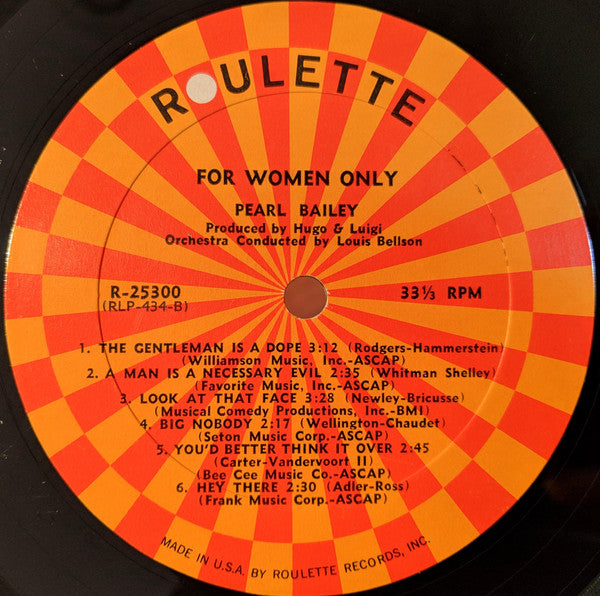 ROULETTE
FOR WOMEN ONLY
PEARL BAILEY
Produced by Hugo & Luigi
Orchestra Conducted by Louis Bellson
R-25300 33⅓ RPM
(RLP-434-B)
1. THE GENTLEMAN IS A DOPE 3:12 (Rodgers-Hammerstein)
(Williamson Music, Inc.-ASCAP)
2. A MAN IS A NECESSARY EVIL 2:35 (Whitman Shelley)
(Favorite Music, Inc.-ASCAP)
3. LOOK AT THAT FACE 3:28 (Newley-Bricusse)
(Musical Comedy Productions, Inc.-BMI)
4. BIG NOBODY 2:17 (Wellington-Chaudet)
(Seton Music Corp.-ASCAP)
5. YOU'D BETTER THINK IT OVER 2:45
(Carter-Vandervoort II)
(Bee Cee Music Co.-ASCAP)
6. HEY THERE 2:30 (Adler-Ross)
(Frank Music Corp.-ASCAP)
MADE IN U.S.A. BY ROULETTE RECORDS, INC.